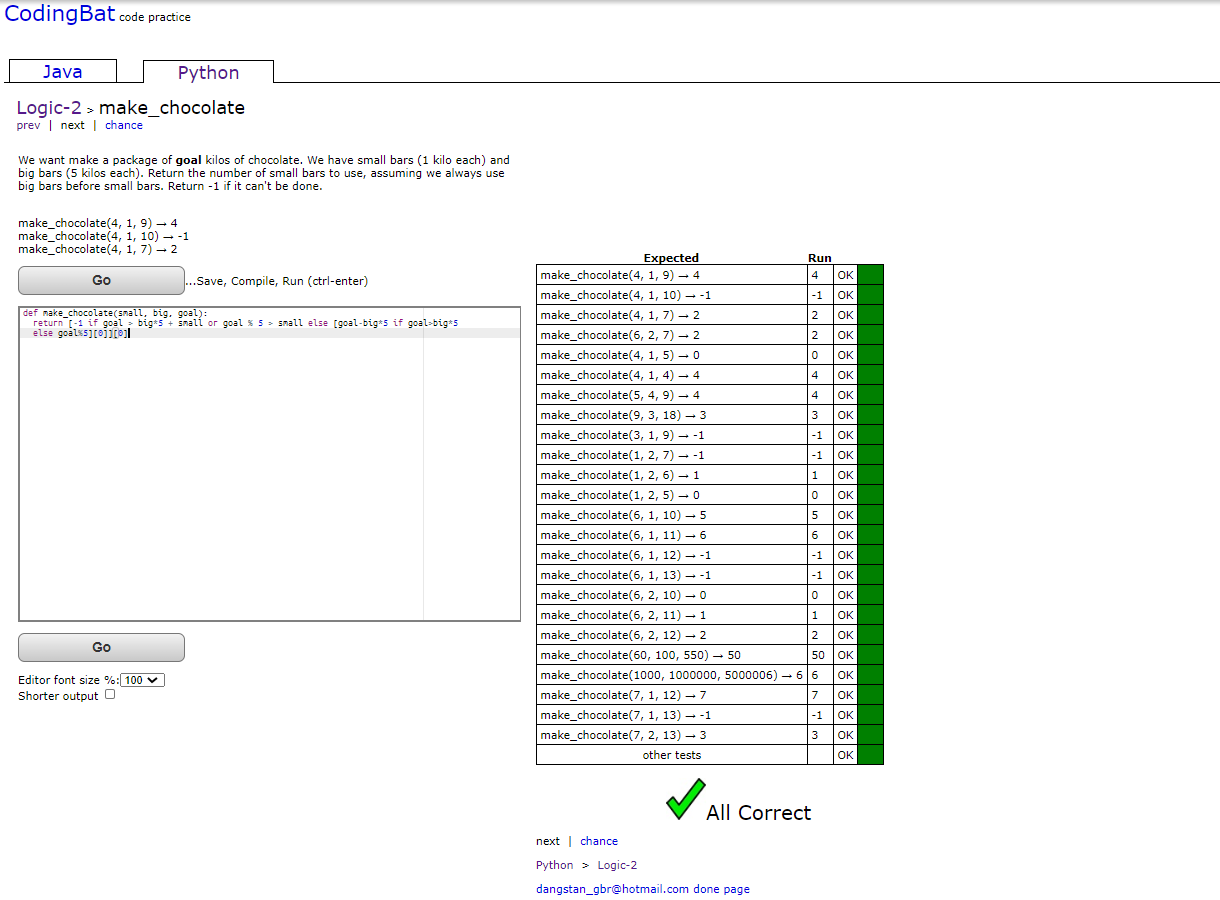 CodingBat code practice
Java
Python
Logic-2 > make_chocolate
prev | next | chance
We want make a package of goal kilos of chocolate. We have small bars (1 kilo each) and
big bars (5 kilos each). Return the number of small bars to use, assuming we always use
big bars before small bars. Return -1 if it can't be done.
make_chocolate(4, 1, 9) → 4
make_chocolate(4, 1, 10) → -1
make_chocolate(4, 1, 7) → 2
Go ...Save, Compile, Run (ctrl-enter)
def make_chocolate(small, big, goal):
return [-1 if goal > big*5 + small or goal % 5 > small else [goal-big*5 if goal>big*5
else goal%5][0]][0]
Go
Editor font size %: 100
Shorter output
Expected Run
make_chocolate(4, 1, 9) → 4 4 OK
make_chocolate(4, 1, 10) → -1 -1 OK
make_chocolate(4, 1, 7) → 2 2 OK
make_chocolate(6, 2, 7) → 2 2 OK
make_chocolate(4, 1, 5) → 0 0 OK
make_chocolate(4, 1, 4) → 4 4 OK
make_chocolate(5, 4, 9) → 4 4 OK
make_chocolate(9, 3, 18) → 3 3 OK
make_chocolate(3, 1, 9) → -1 -1 OK
make_chocolate(1, 2, 7) → -1 -1 OK
make_chocolate(1, 2, 6) → 1 1 OK
make_chocolate(1, 2, 5) → 0 0 OK
make_chocolate(6, 1, 10) → 5 5 OK
make_chocolate(6, 1, 11) → 6 6 OK
make_chocolate(6, 1, 12) → -1 -1 OK
make_chocolate(6, 1, 13) → -1 -1 OK
make_chocolate(6, 2, 10) → 0 0 OK
make_chocolate(6, 2, 11) → 1 1 OK
make_chocolate(6, 2, 12) → 2 2 OK
make_chocolate(60, 100, 550) → 50 50 OK
make_chocolate(1000, 1000000, 5000006) → 6 6 OK
make_chocolate(7, 1, 12) → 7 7 OK
make_chocolate(7, 1, 13) → -1 -1 OK
make_chocolate(7, 2, 13) → 3 3 OK
other tests OK
All Correct
next | chance
Python > Logic-2
dangstan_gbr@hotmail.com done page